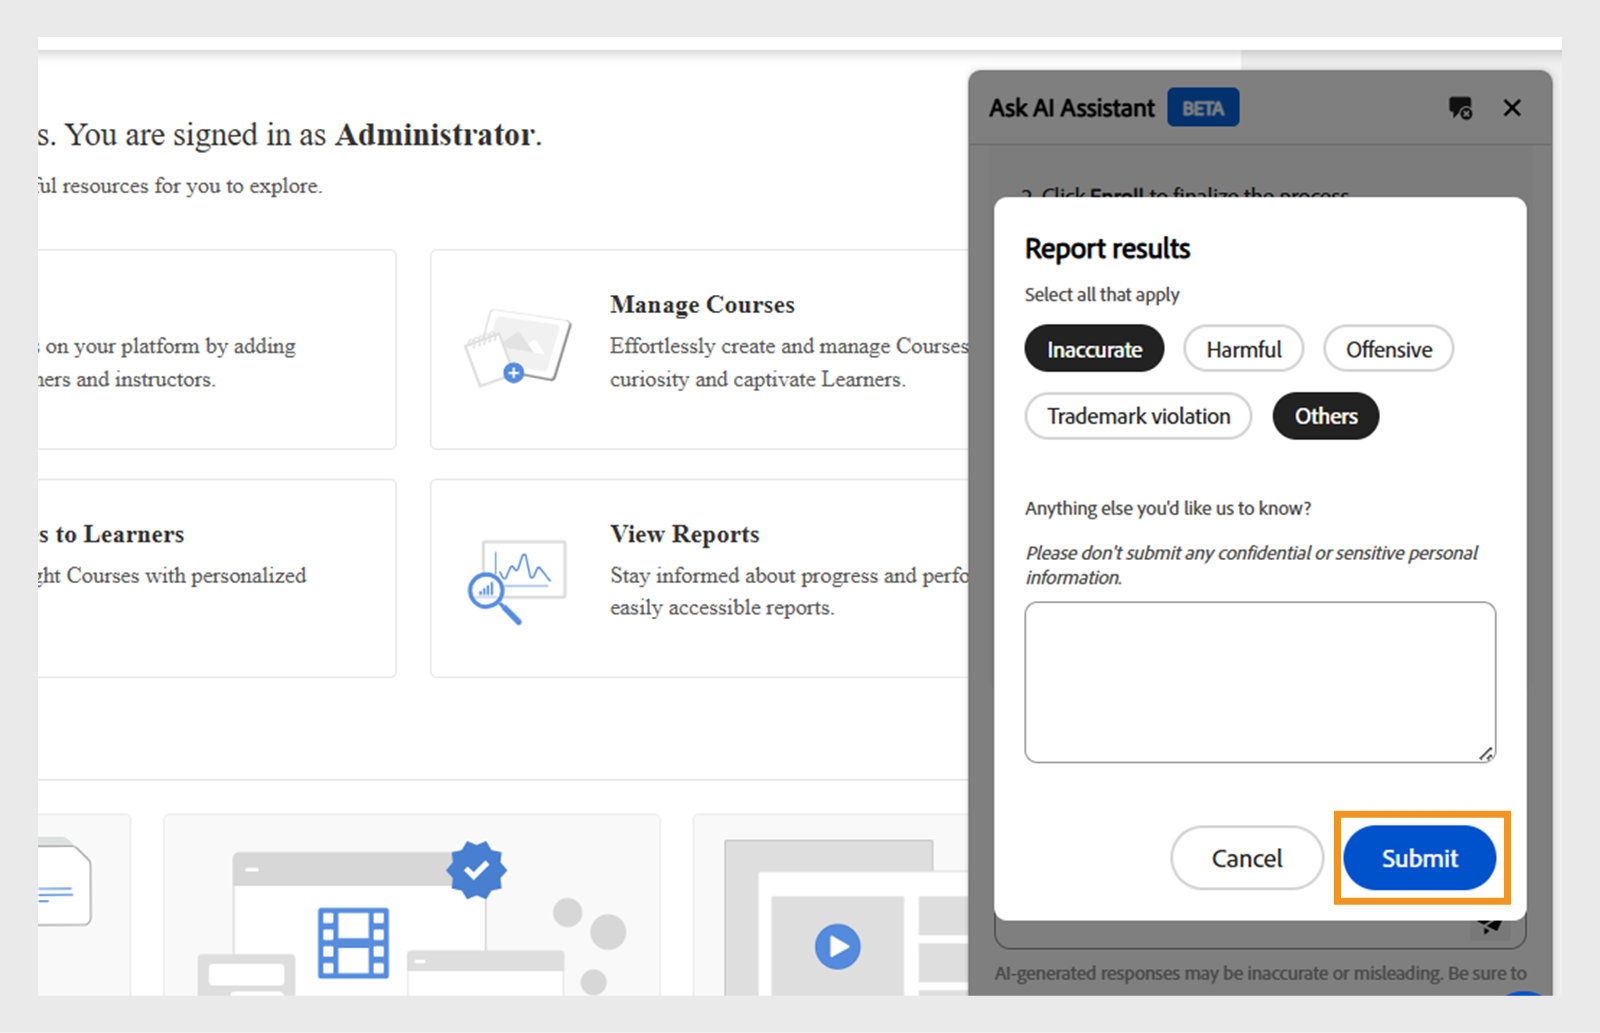 s. You are signed in as Administrator.
ful resources for you to explore.
on your platform by adding
ners and instructors.
Manage Courses
Effortlessly create and manage Courses
curiosity and captivate Learners.
s to Learners
ght Courses with personalized
View Reports
Stay informed about progress and perfo
easily accessible reports.
Ask AI Assistant BETA
2. Click Enroll to finalize the process
Report results
Select all that apply
Inaccurate Harmful Offensive
Trademark violation Others
Anything else you'd like us to know?
Please don't submit any confidential or sensitive personal
information.
Cancel Submit
AI-generated responses may be inaccurate or misleading. Be sure to